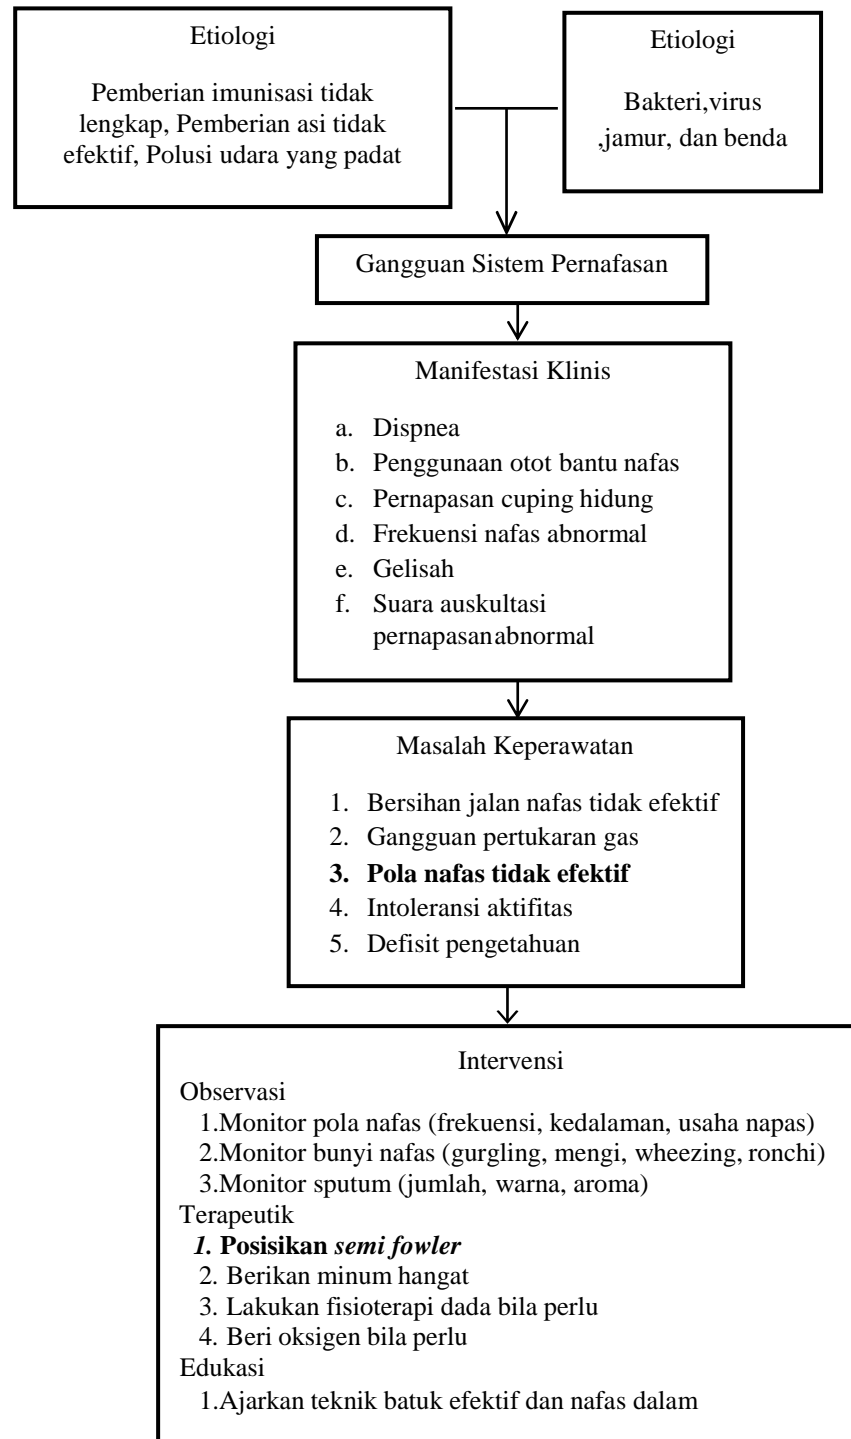 Etiologi
Pemberian imunisasi tidak
lengkap, Pemberian asi tidak
efektif, Polusi udara yang padat
Etiologi
Bakteri,virus
,jamur, dan benda
Gangguan Sistem Pernafasan
Manifestasi Klinis
a. Dispnea
b. Penggunaan otot bantu nafas
c. Pernapasan cuping hidung
d. Frekuensi nafas abnormal
e. Gelisah
f. Suara auskultasi
pernapasanabnormal
Masalah Keperawatan
1. Bersihan jalan nafas tidak efektif
2. Gangguan pertukaran gas
3. Pola nafas tidak efektif
4. Intoleransi aktifitas
5. Defisit pengetahuan
Intervensi
Observasi
1.Monitor pola nafas (frekuensi, kedalaman, usaha napas)
2.Monitor bunyi nafas (gurgling, mengi, wheezing, ronchi)
3.Monitor sputum (jumlah, warna, aroma)
Terapeutik
1. Posisikan semi fowler
2. Berikan minum hangat
3. Lakukan fisioterapi dada bila perlu
4. Beri oksigen bila perlu
Edukasi
1.Ajarkan teknik batuk efektif dan nafas dalam